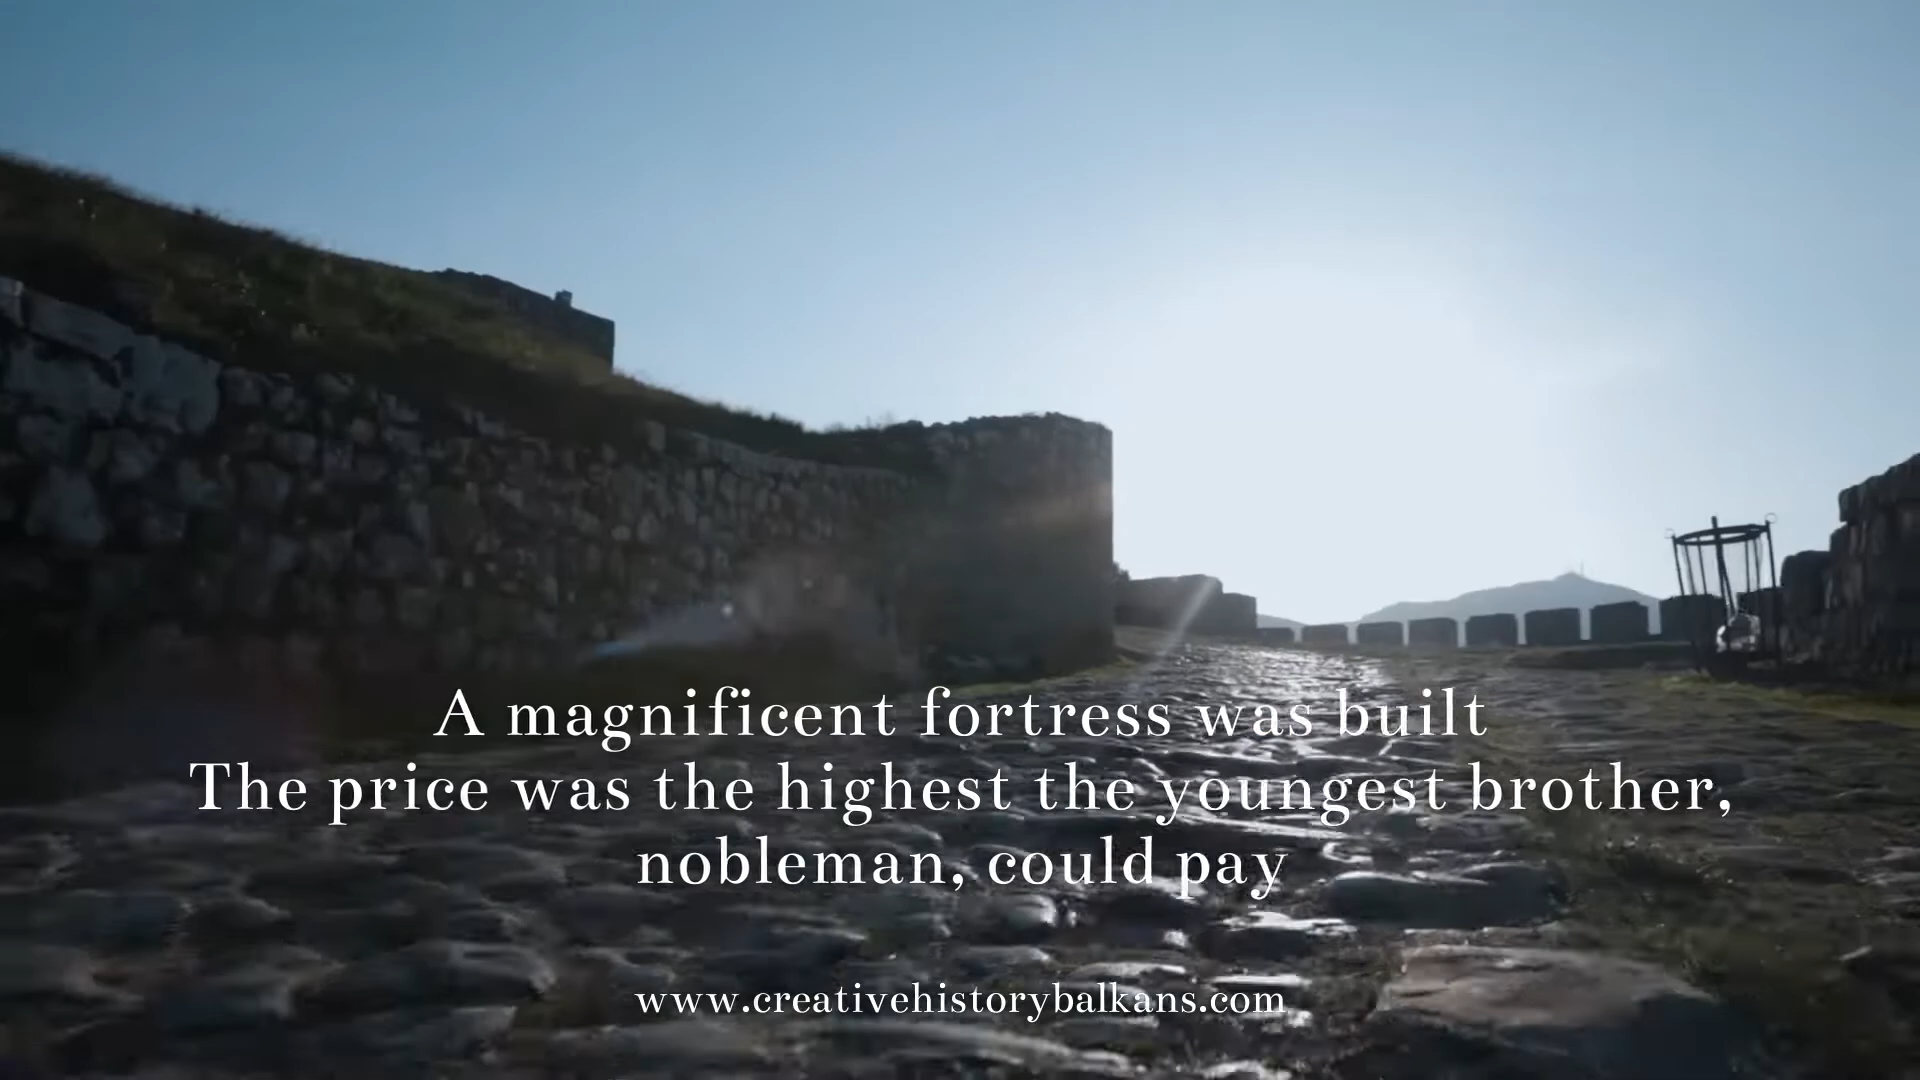 A magnificent fortress was built
The price was the highest the youngest brother,
nobleman, could pay
www.creativehistorybalkans.com